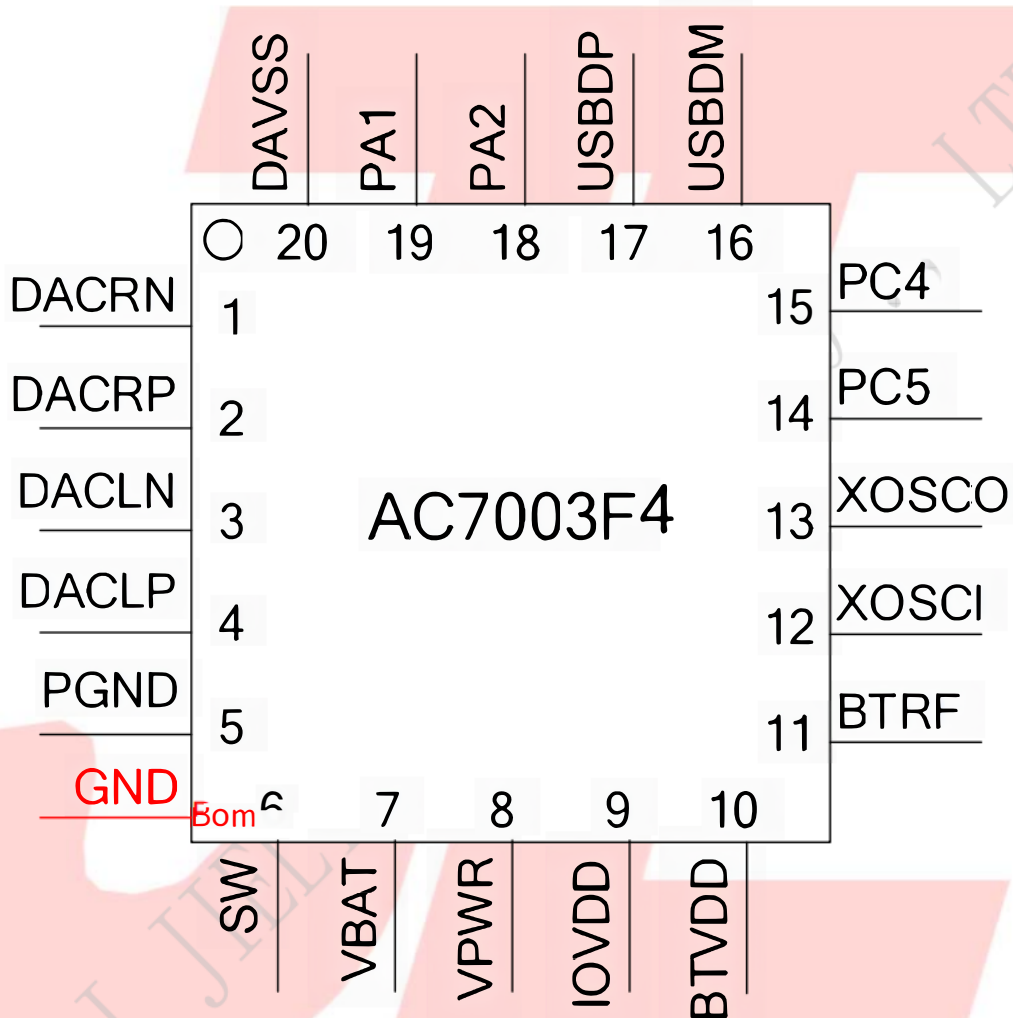 DAVSS
PA1
PA2
USBDP
USBDM
20
19
18
17
16
DACRN
1
DACRP
2
DACLN
3
DACLP
4
PGND
5
GND
Bom
AC7003F4
15
PC4
14
PC5
13
XOSCO
12
XOSCI
11
BTRF
6
7
8
9
10
SW
VBAT
VPWR
IOVDD
BTVDD